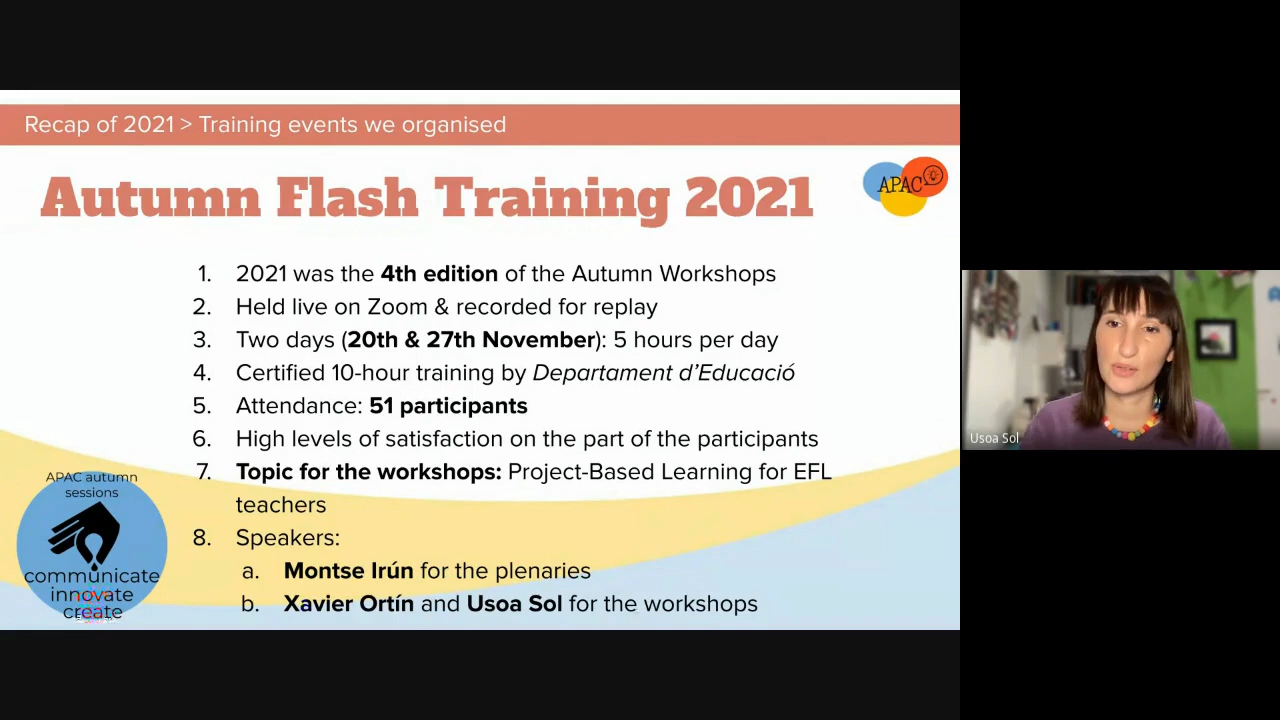 Recap of 2021 > Training events we organised
Autumn Flash Training 2021
APAC
1. 2021 was the 4th edition of the Autumn Workshops
2. Held live on Zoom & recorded for replay
3. Two days (20th & 27th November): 5 hours per day
4. Certified 10-hour training by Departament d’Educació
5. Attendance: 51 participants
6. High levels of satisfaction on the part of the participants
7. Topic for the workshops: Project-Based Learning for EFL
teachers
8. Speakers:
a. Montse Irún for the plenaries
b. Xavier Ortín and Usoa Sol for the workshops
APAC autumn
sessions
communicate
innovate
create
Usoa Sol